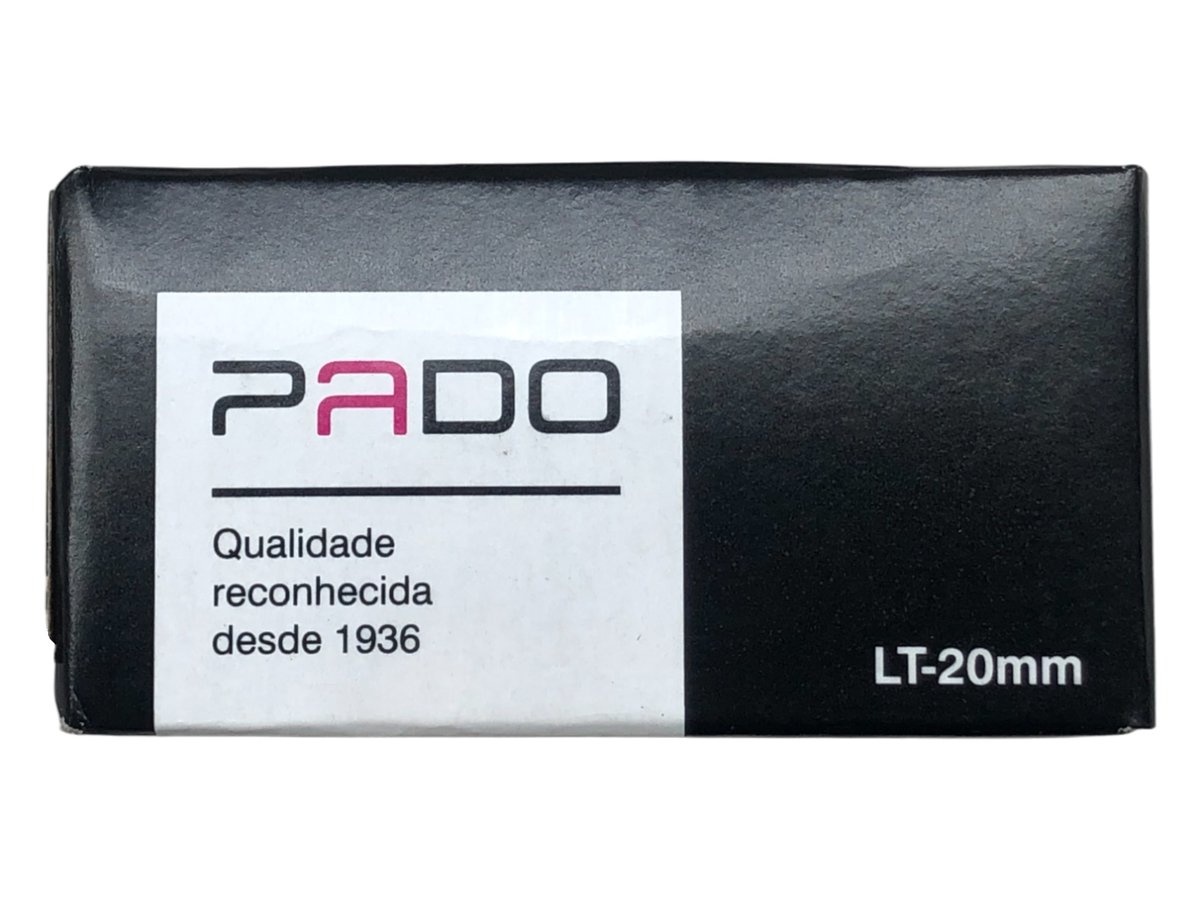 PADO
Qualidade
reconhecida
desde 1936
LT-20mm